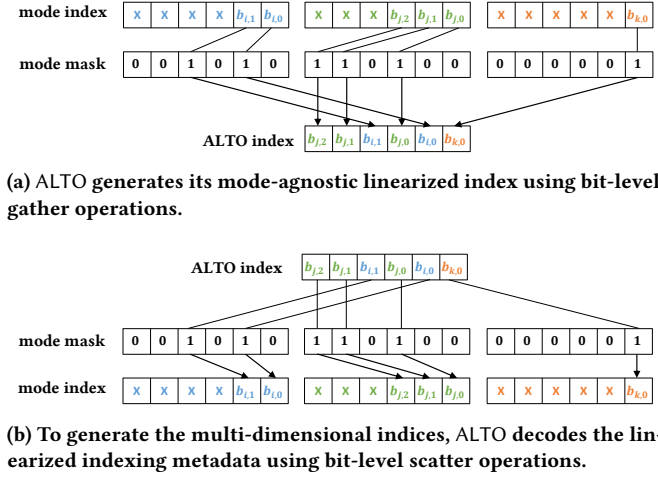 mode index x x x x b_{i,1} b_{i,0} x x x b_{j,2} b_{j,1} b_{j,0} x x x x x b_{k,0}
mode mask 0 0 1 0 1 0 1 1 0 1 0 0 0 0 0 0 0 1
ALTO index b_{j,2} b_{j,1} b_{i,1} b_{j,0} b_{i,0} b_{k,0}
(a) ALTO generates its mode-agnostic linearized index using bit-level
gather operations.
ALTO index b_{j,2} b_{j,1} b_{i,1} b_{j,0} b_{i,0} b_{k,0}
mode mask 0 0 1 0 1 0 1 1 0 1 0 0 0 0 0 0 0 1
mode index x x x x b_{i,1} b_{i,0} x x x b_{j,2} b_{j,1} b_{j,0} x x x x x b_{k,0}
(b) To generate the multi-dimensional indices, ALTO decodes the lin-
earized indexing metadata using bit-level scatter operations.